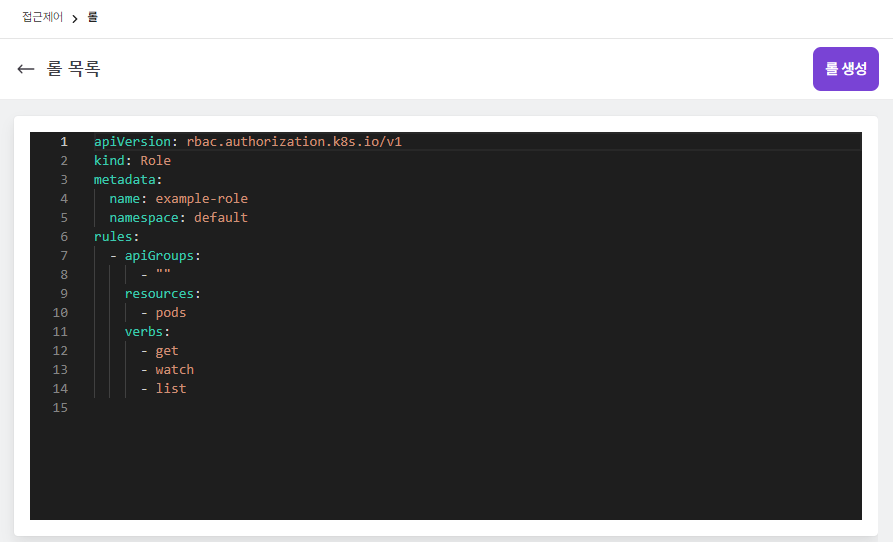 접근제어 > 롤
← 롤 목록
롤 생성
1 apiVersion: rbac.authorization.k8s.io/v1
2 kind: Role
3 metadata:
4   name: example-role
5   namespace: default
6 rules:
7   - apiGroups:
8       - ""
9     resources:
10       - pods
11     verbs:
12       - get
13       - watch
14       - list
15